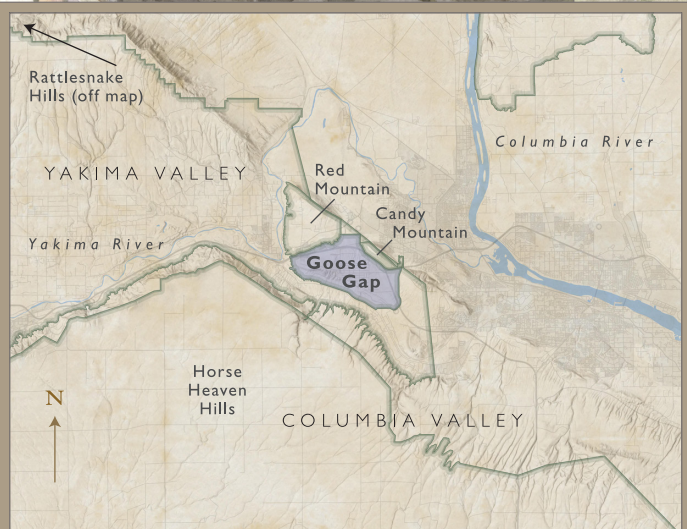 Rattlesnake
Hills (off map)
Columbia River
YAKIMA VALLEY
Red
Mountain
Candy
Mountain
Yakima River
Goose
Gap
Horse
Heaven
Hills
N
COLUMBIA VALLEY